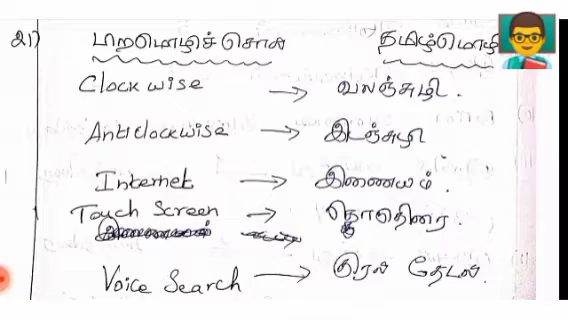 21) பிறமொழிச் சொல் தமிழ்மொழி
Clockwise → வலஞ்சுழி.
Anticlockwise → இடஞ்சுழி
Internet → இணையம்.
Touch Screen → தொடுதிரை.
Voice Search → குரல் தேடல்.